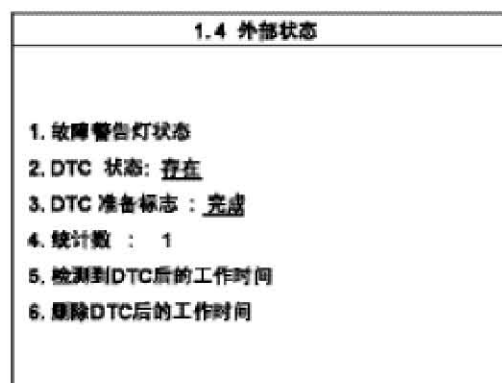 1.4 外部状态
1. 故障警告灯状态
2. DTC 状态: 存在
3. DTC 准备标志 : 完成
4. 统计数 : 1
5. 检测到DTC后的工作时间
6. 删除DTC后的工作时间